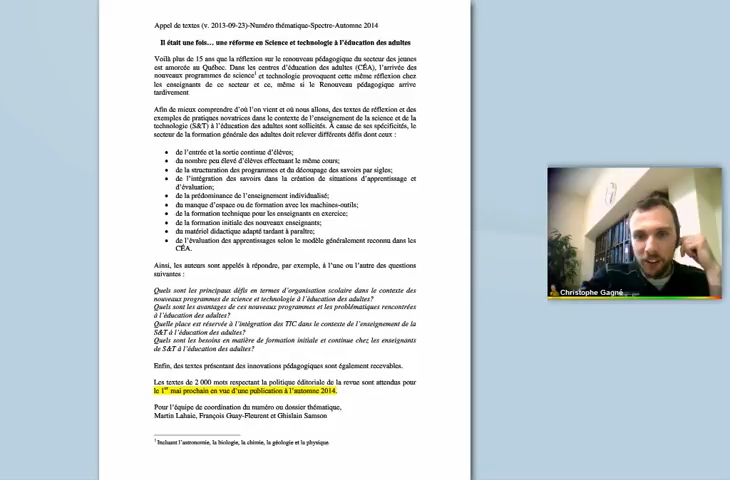 Appel de textes (v. 2013-09-23)-Numéro thématique-Spectre-Automne 2014
Il était une fois… une réforme en Science et technologie à l'éducation des adultes
Voilà plus de 15 ans que la réflexion sur le renouveau pédagogique du secteur des jeunes
est amorcée au Québec. Dans les centres d'éducation des adultes (CÉA), l'arrivée des
nouveaux programmes de science¹ et technologie provoquent cette même réflexion chez
les enseignants de ce secteur et ce, même si le Renouveau pédagogique arrive
tardivement
Afin de mieux comprendre d'où l'on vient et où nous allons, des textes de réflexion et des
exemples de pratiques novatrices dans le contexte de l'enseignement de la science et de la
technologie (S&T) à l'éducation des adultes sont sollicités. À cause de ses spécificités, le
secteur de la formation générale des adultes doit relever différents défis dont ceux :
• de l'entrée et la sortie continue d'élèves;
• du nombre peu élevé d'élèves effectuant le même cours;
• de la structuration des programmes et du découpage des savoirs par sigles;
• de l'intégration des savoirs dans la création de situations d'apprentissage et
d'évaluation;
• de la prédominance de l'enseignement individualisé;
• du manque d'espace ou de formation avec les machines-outils;
• de la formation technique pour les enseignants en exercice;
• de la formation initiale des nouveaux enseignants;
• du matériel didactique adapté tardant à paraître;
• de l'évaluation des apprentissages selon le modèle généralement reconnu dans les
CÉA.
Ainsi, les auteurs sont appelés à répondre, par exemple, à l'une ou l'autre des questions
suivantes :
Quels sont les principaux défis en termes d'organisation scolaire dans le contexte des
nouveaux programmes de science et technologie à l'éducation des adultes?
Quels sont les avantages de ces nouveaux programmes et les problématiques rencontrées
à l'éducation des adultes?
Quelle place est réservée à l'intégration des TIC dans le contexte de l'enseignement de la
S&T à l'éducation des adultes?
Quels sont les besoins en matière de formation initiale et continue chez les enseignants
de S&T à l'éducation des adultes?
Enfin, des textes présentant des innovations pédagogiques sont également recevables.
Les textes de 2 000 mots respectant la politique éditoriale de la revue sont attendus pour
le 1er mai prochain en vue d'une publication à l'automne 2014.
Pour l'équipe de coordination du numéro ou dossier thématique,
Martin Lahaie, François Guay-Fleurent et Ghislain Samson
¹ Incluant l'astronomie, la biologie, la chimie, la géologie et la physique
Christophe Gagné